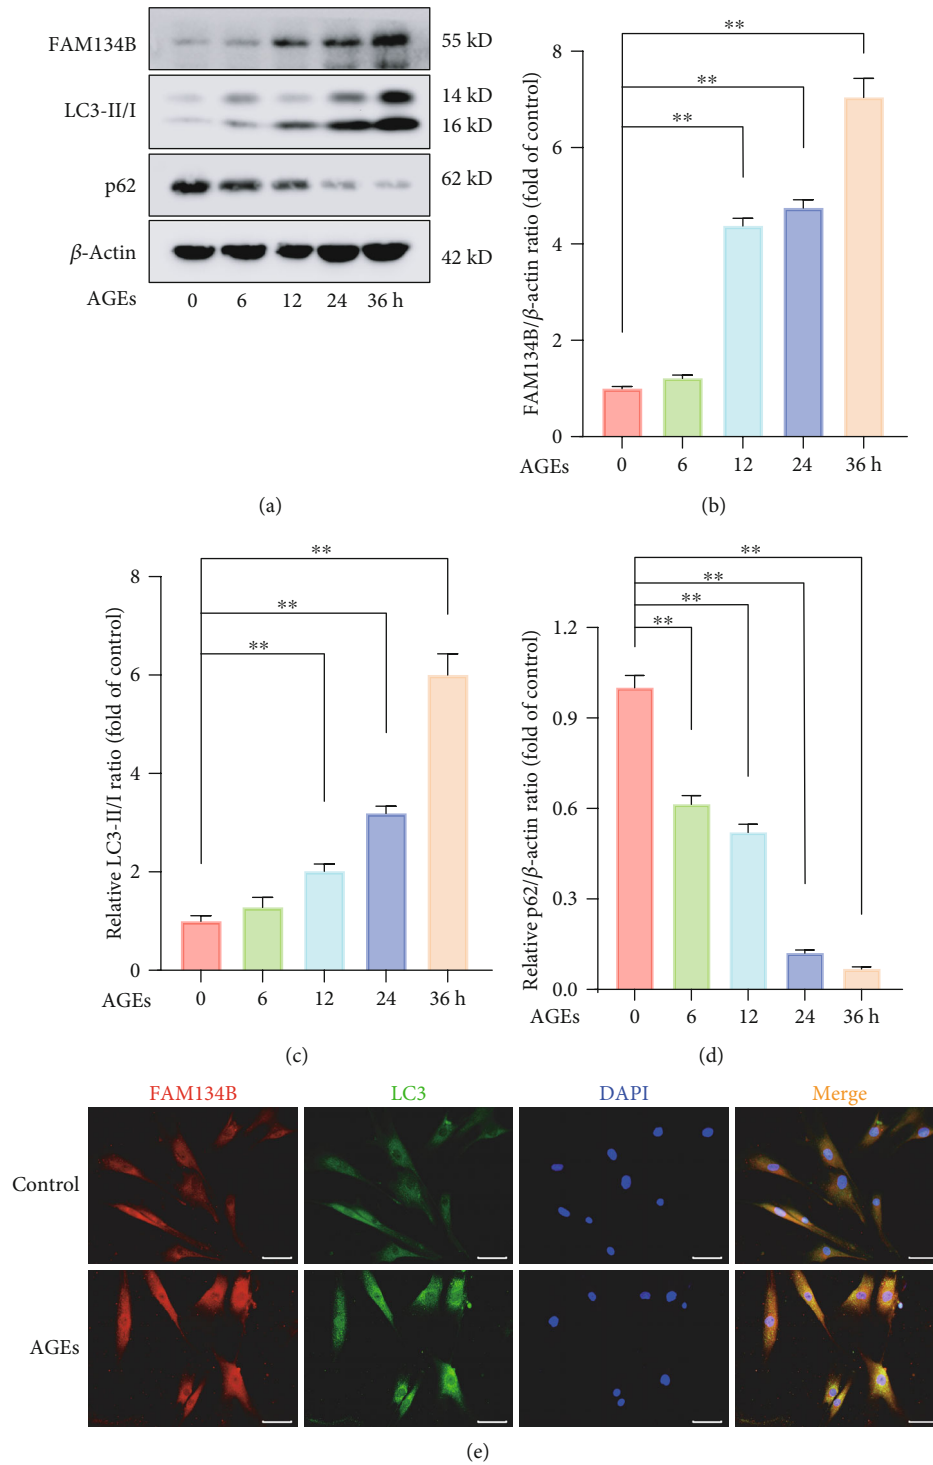 FAM134B
55 kD
LC3-II/I
14 kD
16 kD
p62
62 kD
β-Actin
42 kD
AGEs 0 6 12 24 36 h
(a)
FAM134B/β-actin ratio (fold of control)
8
6
4
2
0
**
**
**
AGEs 0 6 12 24 36 h
(b)
Relative LC3-II/I ratio (fold of control)
8
6
4
2
0
**
**
**
AGEs 0 6 12 24 36 h
(c)
Relative p62/β-actin ratio (fold of control)
1.2
0.9
0.6
0.3
0.0
**
**
**
**
AGEs 0 6 12 24 36 h
(d)
FAM134B LC3 DAPI Merge
Control
AGEs
(e)